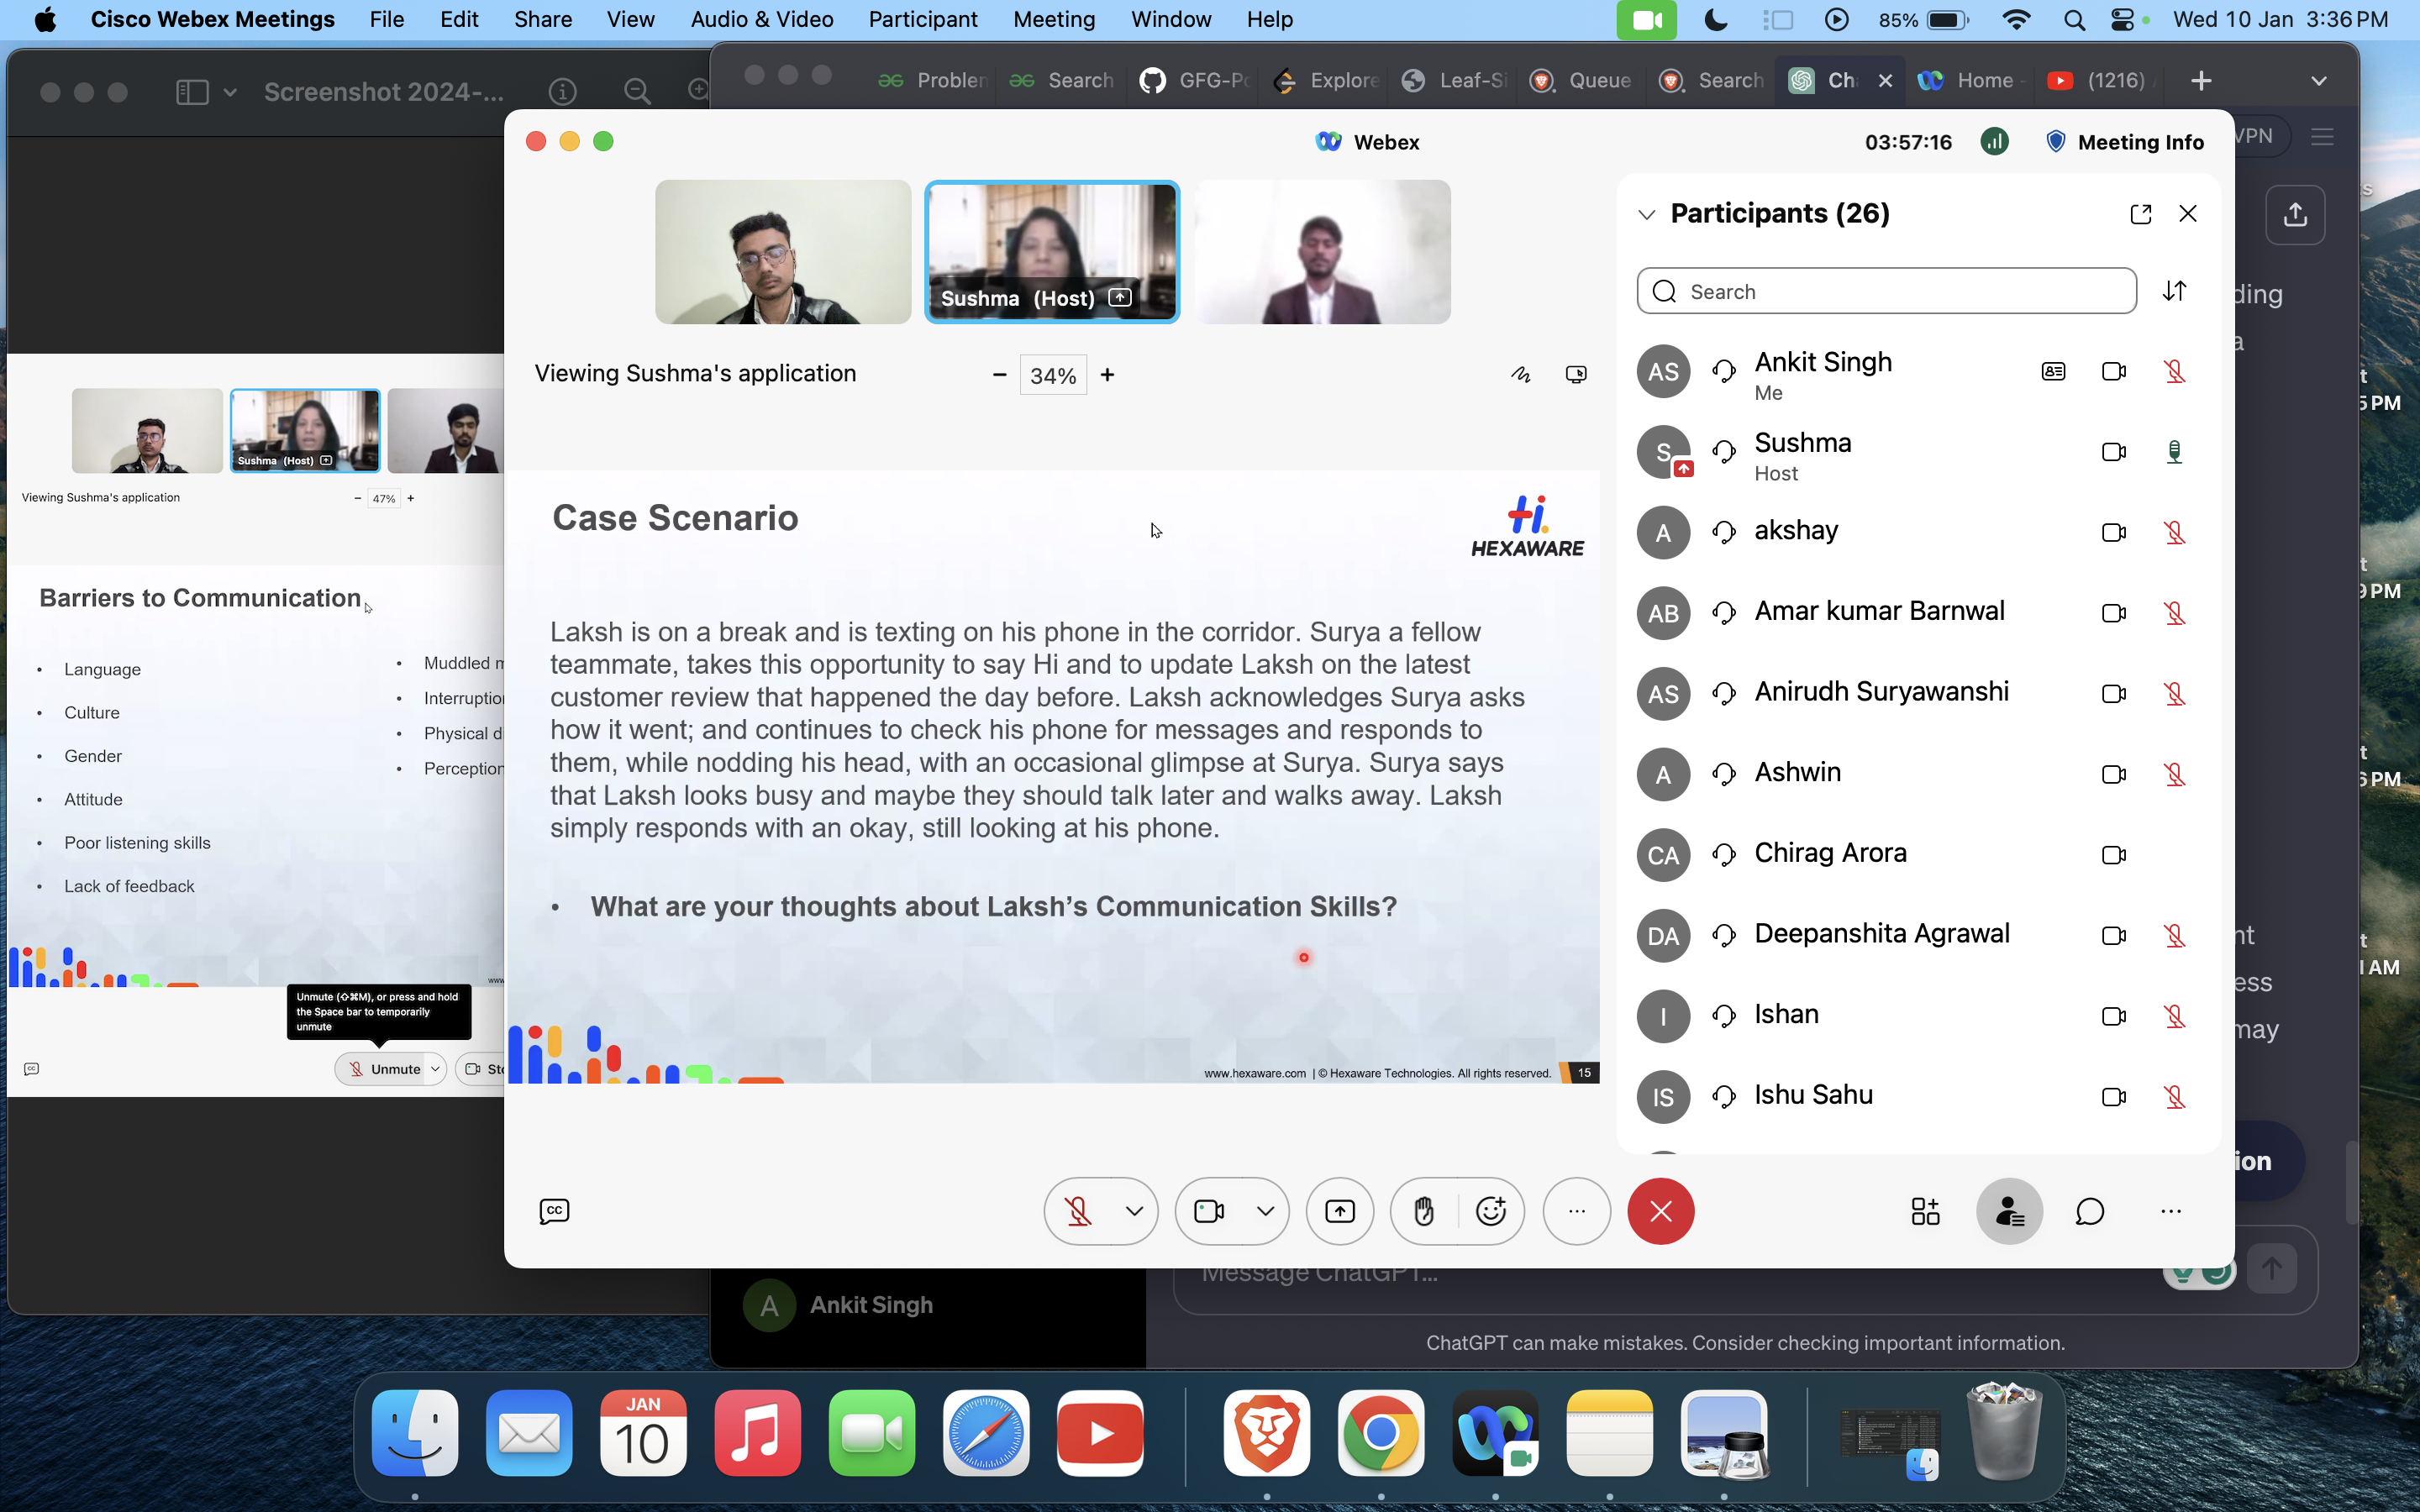 Cisco Webex Meetings File Edit Share View Audio & Video Participant Meeting Window Help 85% Wed 10 Jan 3:36 PM
Screenshot 2024-...
Problem Search GFG-Po Explore Leaf-Si Queue Search Ch Home - (1216)
VPN
Webex
03:57:16 Meeting Info
Sushma (Host)
Viewing Sushma's application
34%
Case Scenario
HEXAWARE
Laksh is on a break and is texting on his phone in the corridor. Surya a fellow
teammate, takes this opportunity to say Hi and to update Laksh on the latest
customer review that happened the day before. Laksh acknowledges Surya asks
how it went; and continues to check his phone for messages and responds to
them, while nodding his head, with an occasional glimpse at Surya. Surya says
that Laksh looks busy and maybe they should talk later and walks away. Laksh
simply responds with an okay, still looking at his phone.
• What are your thoughts about Laksh's Communication Skills?
www.hexaware.com | © Hexaware Technologies. All rights reserved. 15
Participants (26)
Search
AS Ankit Singh
Me
S Sushma
Host
A akshay
AB Amar kumar Barnwal
AS Anirudh Suryawanshi
A Ashwin
CA Chirag Arora
DA Deepanshita Agrawal
I Ishan
IS Ishu Sahu
CC
Sushma (Host)
Viewing Sushma's application
47%
Barriers to Communication
• Language
• Culture
• Gender
• Attitude
• Poor listening skills
• Lack of feedback
• Muddled m
• Interruptio
• Physical d
• Perception
www
Unmute (⇧⌘M), or press and hold
the Space bar to temporarily
unmute
CC
Unmute
Sto
ding
a
nt
ess
may
ion
t
5 PM
t
9 PM
t
6 PM
t
1 AM
A Ankit Singh
Message ChatGPT...
ChatGPT can make mistakes. Consider checking important information.
JAN
10